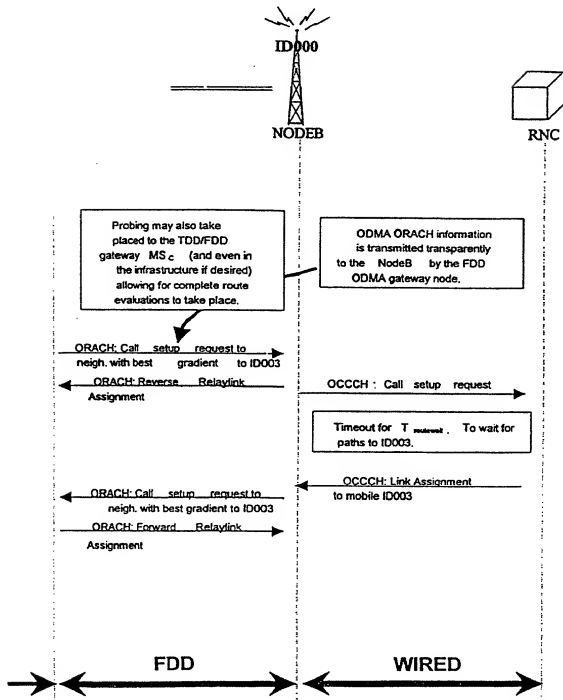 ID000
NODEB
RNC
Probing may also take
placed to the TDD/FDD
gateway MS c (and even in
the infrastructure if desired)
allowing for complete route
evaluations to take place.
ODMA ORACH information
is transmitted transparently
to the NodeB by the FDD
ODMA gateway node.
ORACH: Call setup request to
neigh. with best gradient to ID003
ORACH: Reverse Relaylink
Assignment
OCCCH : Call setup request
Timeout for T routewait. To wait for
paths to ID003.
OCCCH: Link Assignment
to mobile ID003
ORACH: Call setup request to
neigh. with best gradient to ID003
ORACH: Forward Relaylink
Assignment
FDD
WIRED